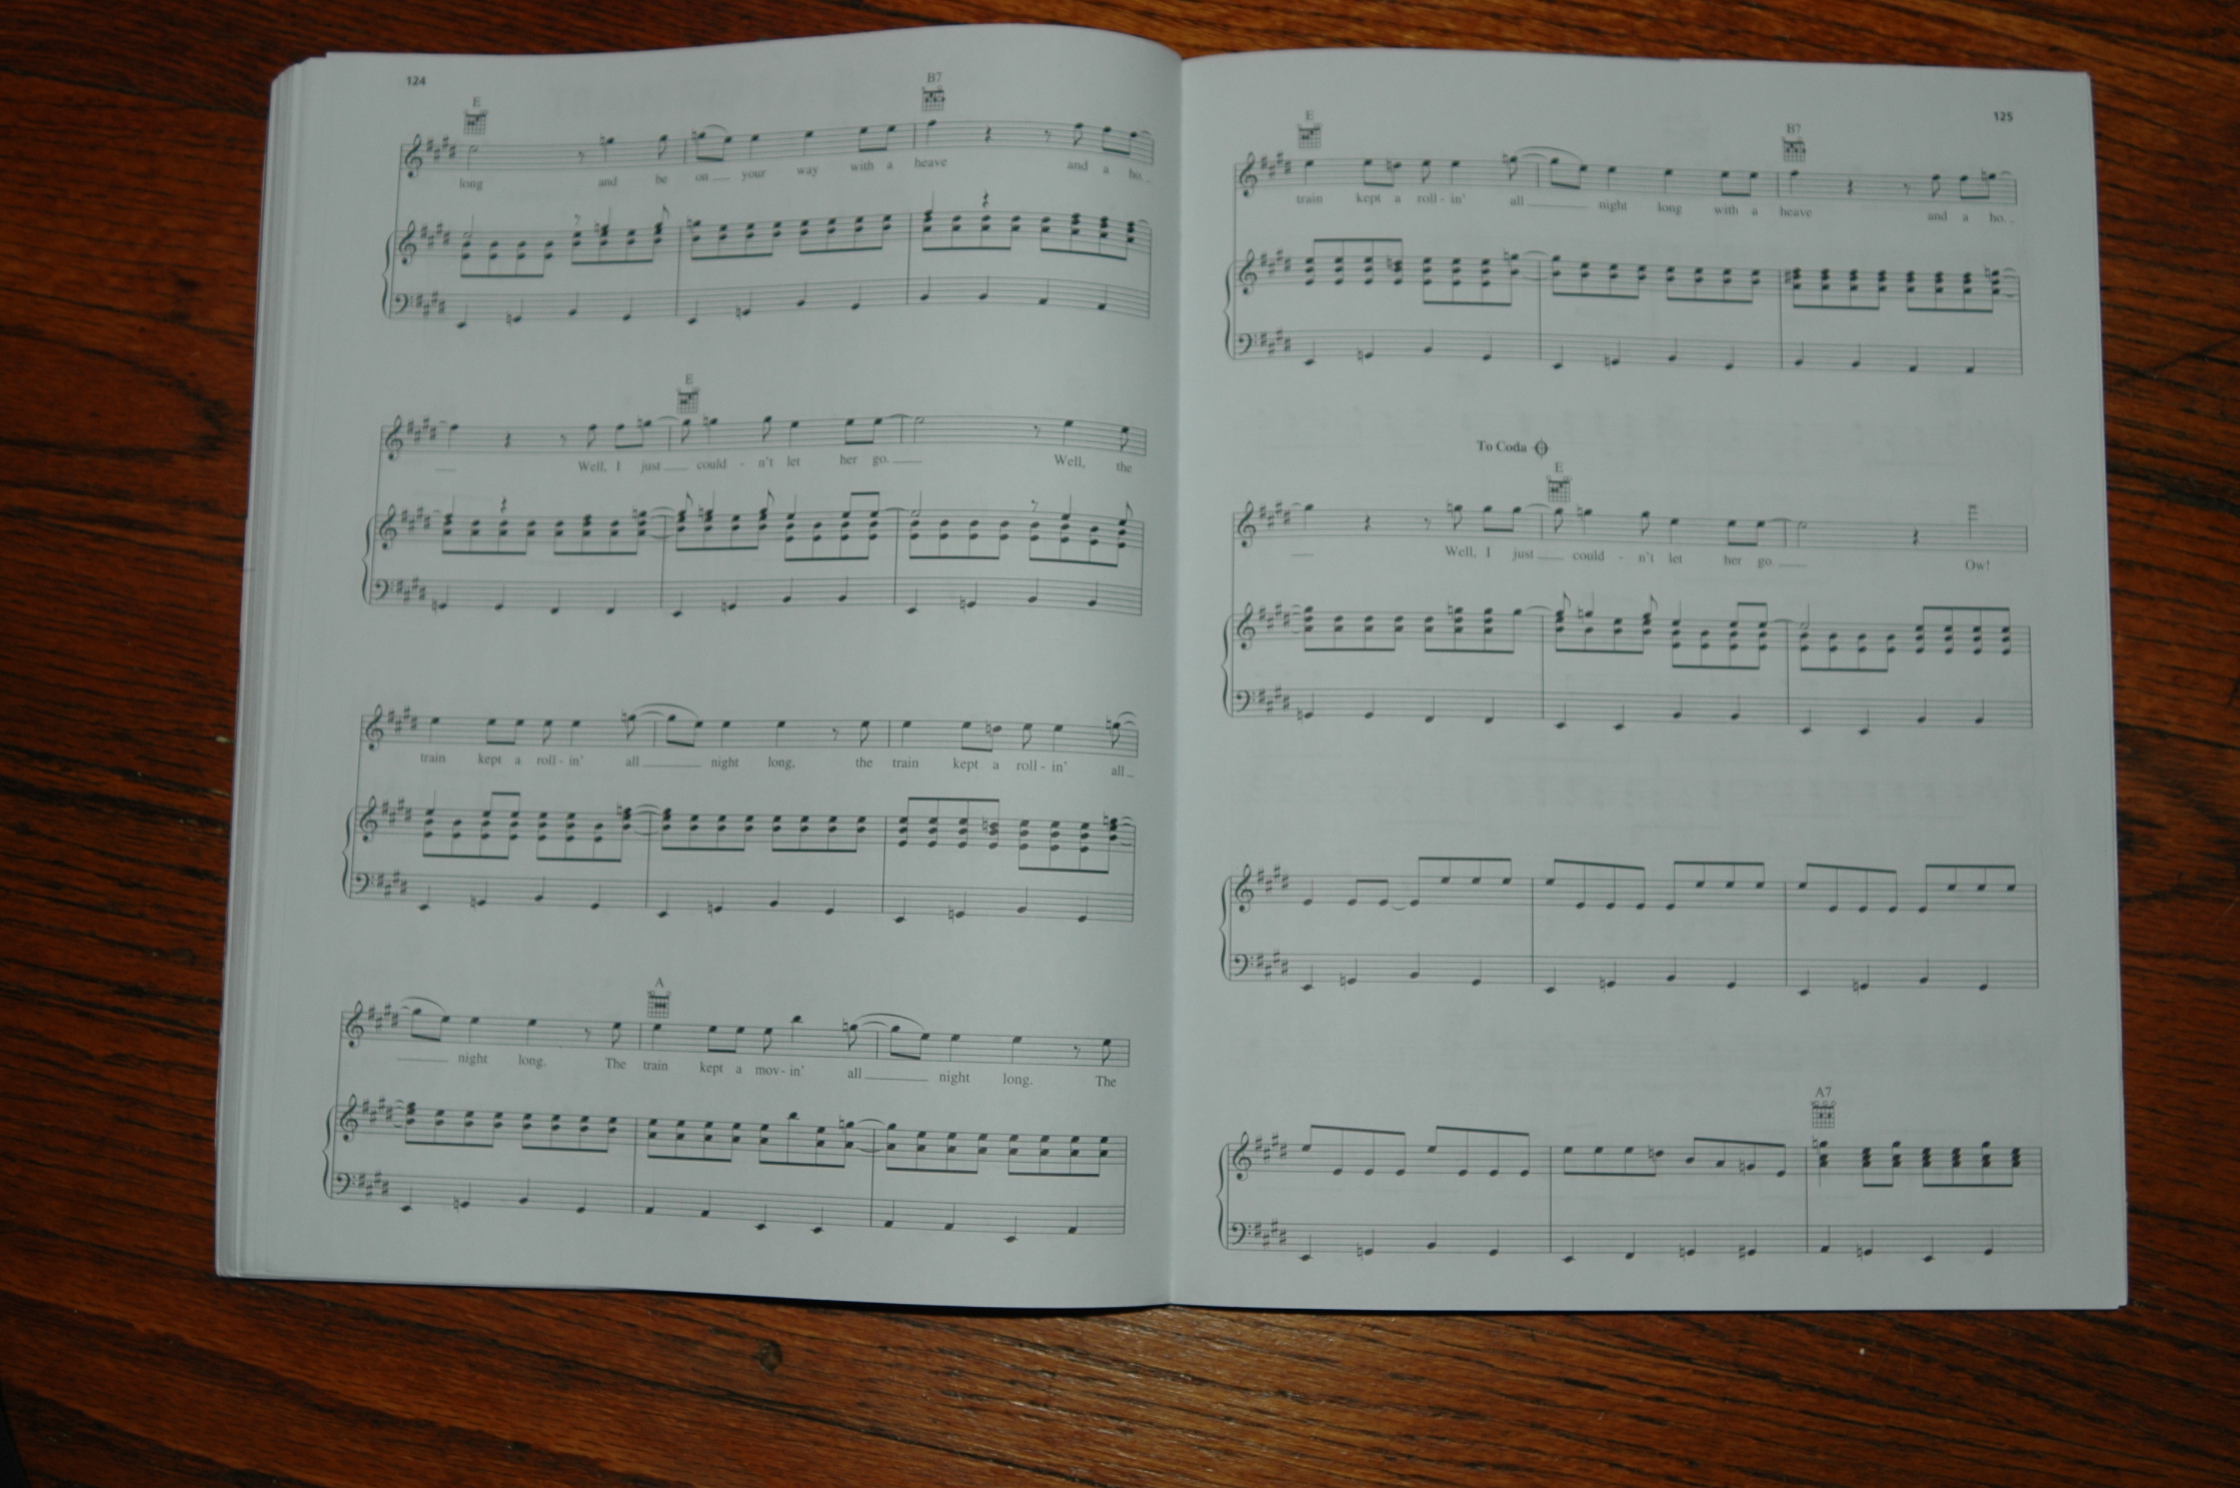 124
E B7
long and be on your way with a heave and a ho.
E
Well, I just could - n't let her go. Well, the
train kept a roll - in' all night long, the train kept a roll - in' all
A
night long. The train kept a mov - in' all night long. The
125
E B7
train kept a roll - in' all night long with a heave and a ho.
To Coda
E
Well, I just could - n't let her go. Ow!
A7